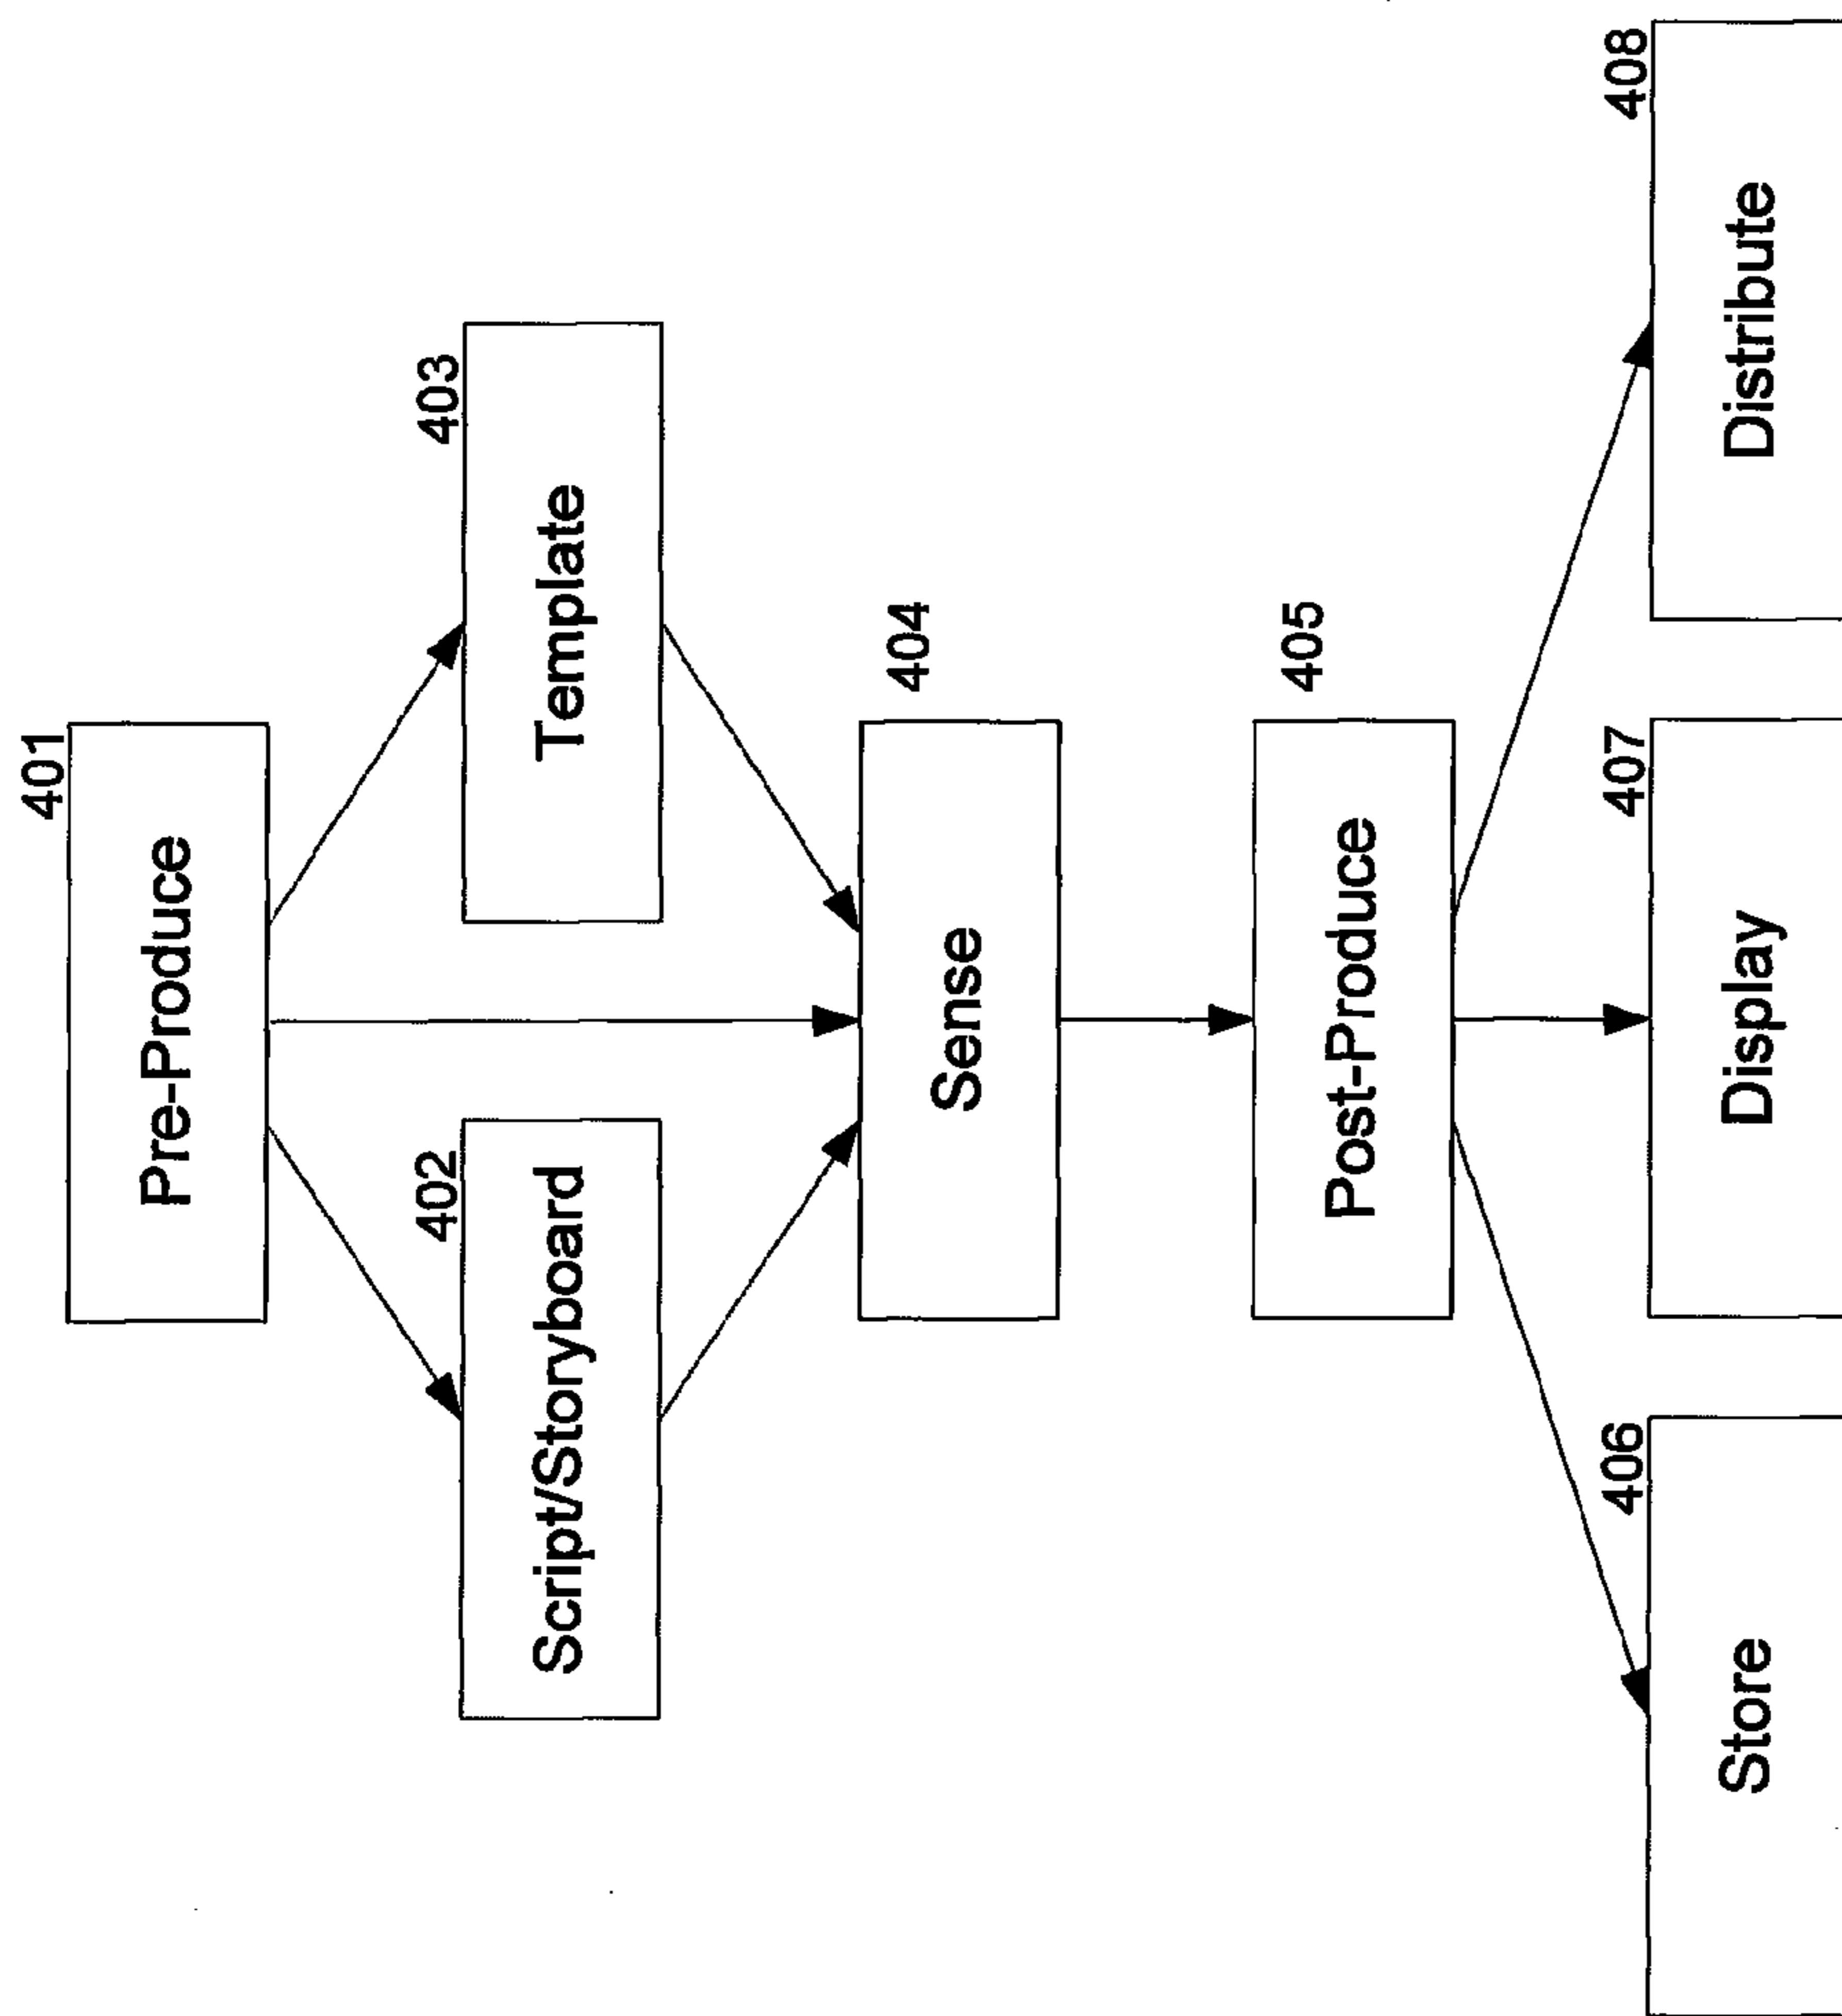 401
Pre-Produce
402
Script/Storyboard
403
Template
404
Sense
405
Post-Produce
406
Store
407
Display
408
Distribute